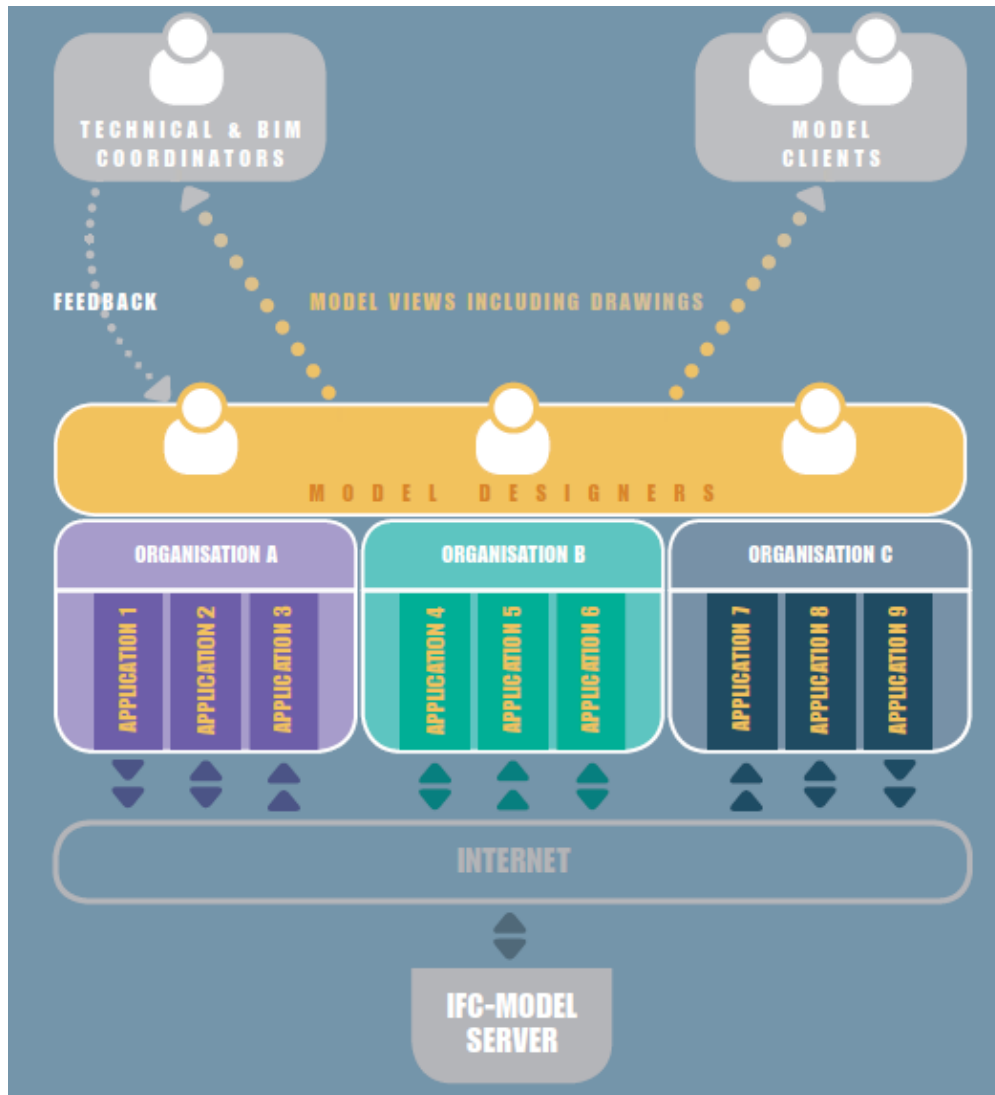 TECHNICAL & BIM
COORDINATORS
MODEL
CLIENTS
FEEDBACK
MODEL VIEWS INCLUDING DRAWINGS
MODEL DESIGNERS
ORGANISATION A
ORGANISATION B
ORGANISATION C
APPLICATION 1
APPLICATION 2
APPLICATION 3
APPLICATION 4
APPLICATION 5
APPLICATION 6
APPLICATION 7
APPLICATION 8
APPLICATION 9
INTERNET
IFC-MODEL
SERVER